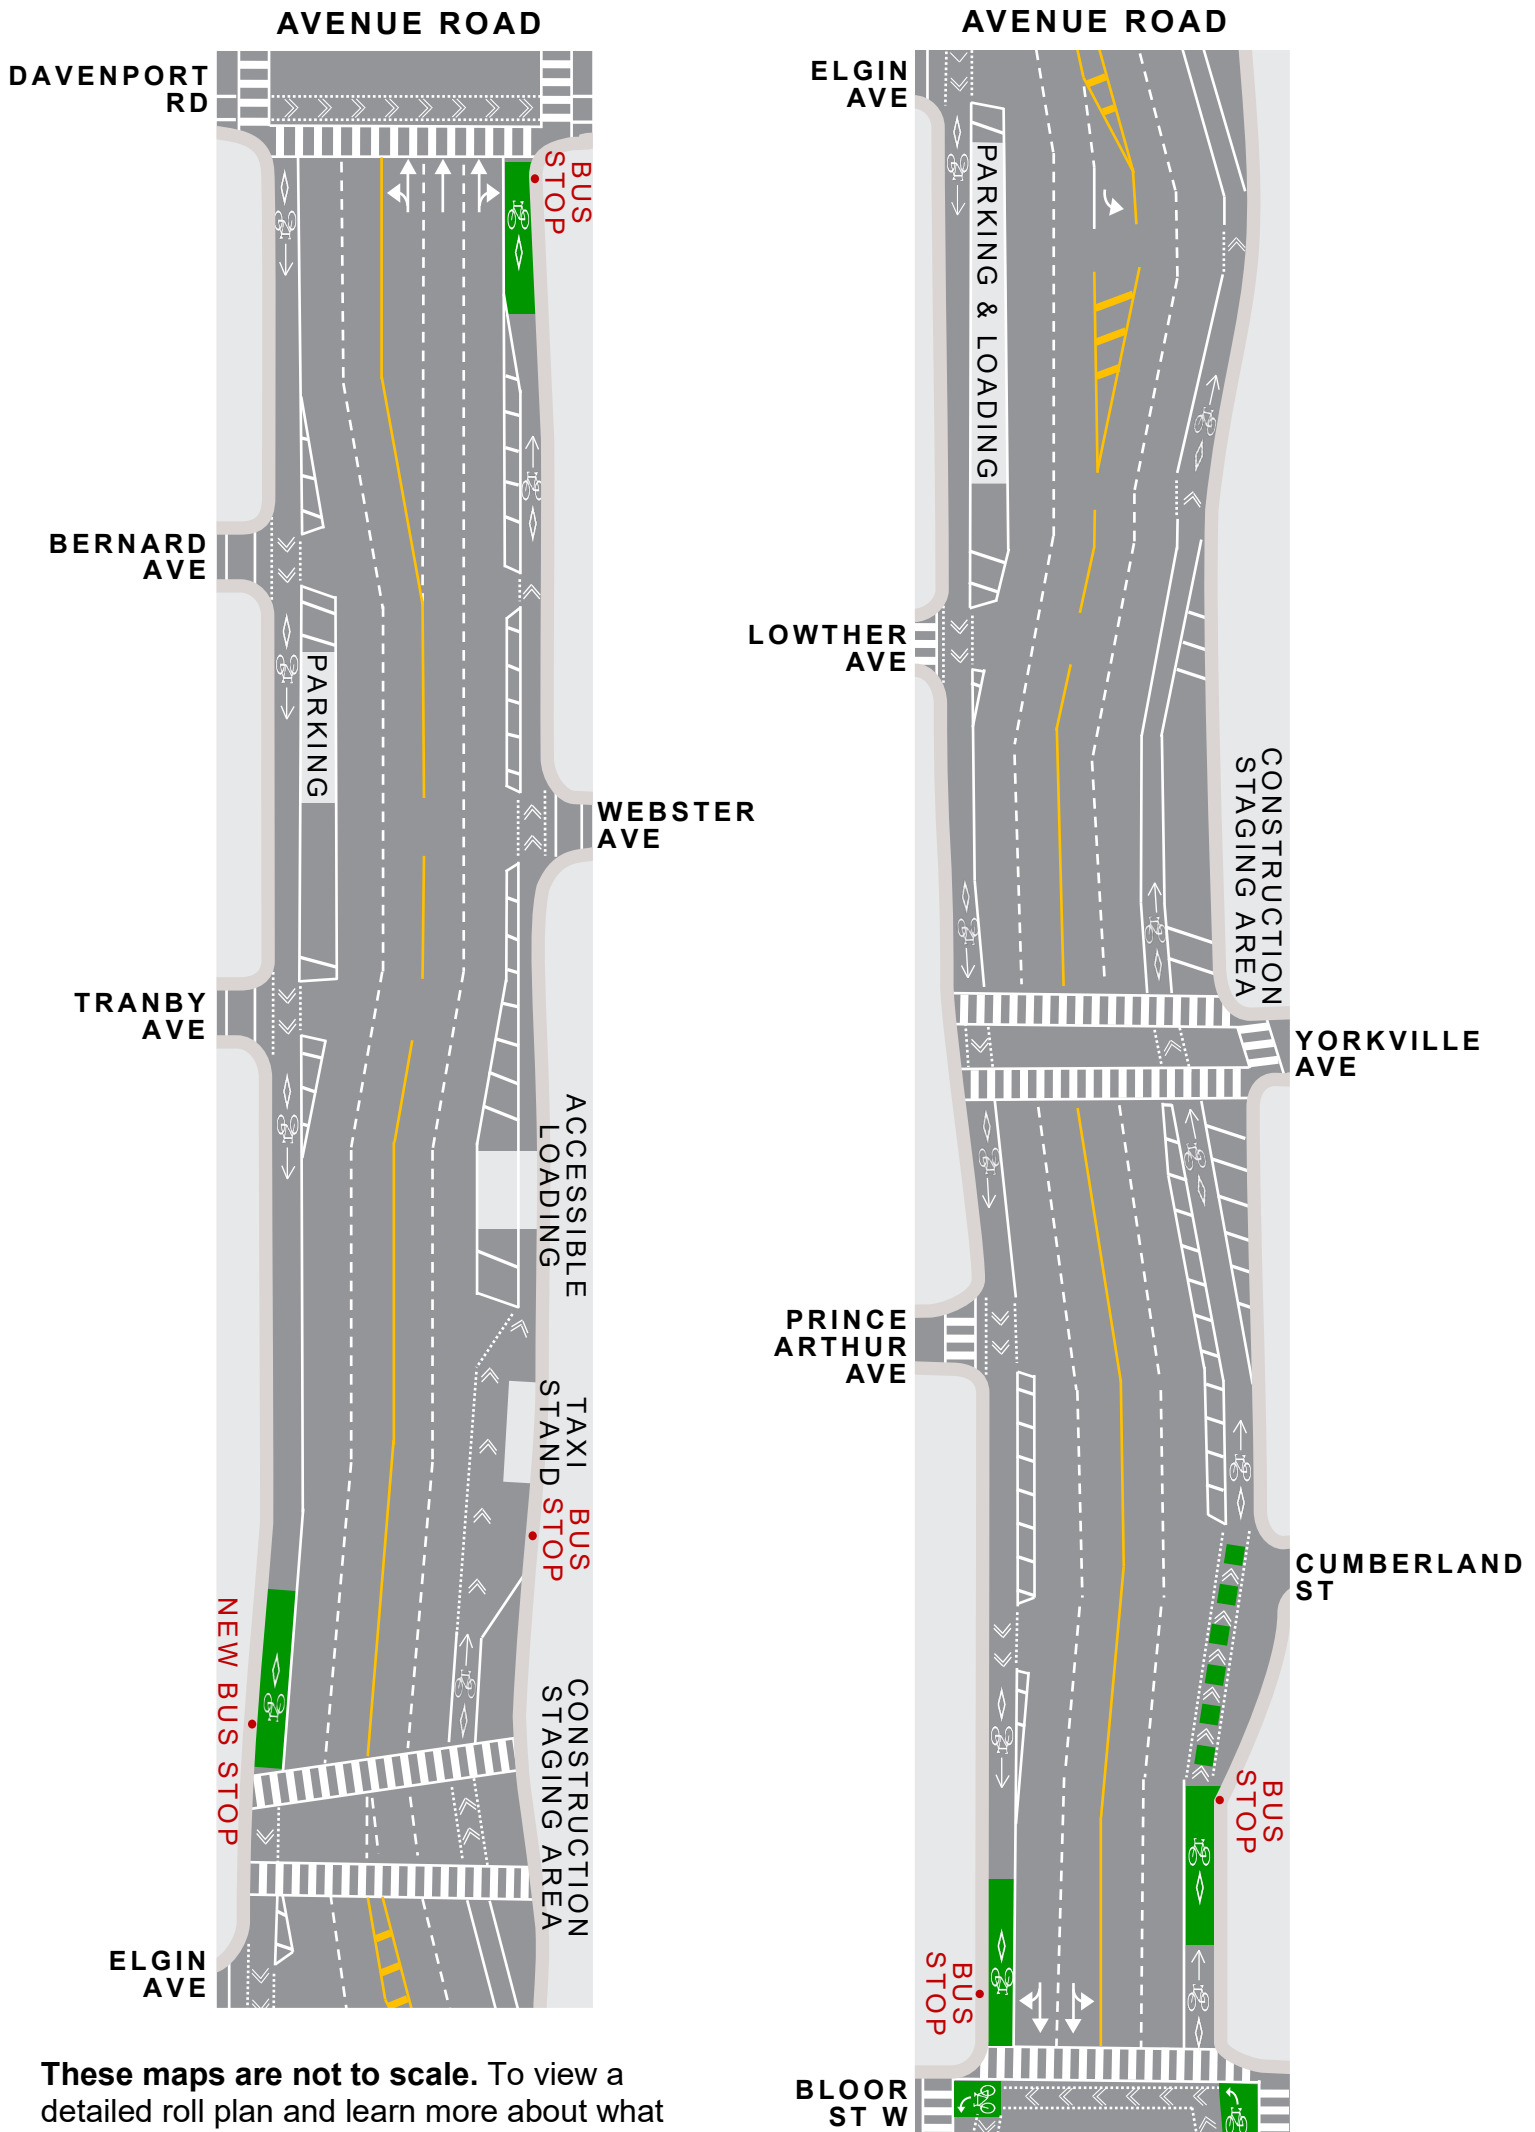 AVENUE ROAD
DAVENPORT
RD
BUS
STOP
BERNARD
AVE
PARKING
WEBSTER
AVE
TRANBY
AVE
ACCESSIBLE
LOADING
TAXI
STAND
BUS
STOP
NEW BUS STOP
CONSTRUCTION
STAGING AREA
ELGIN
AVE
These maps are not to scale. To view a
detailed roll plan and learn more about what
AVENUE ROAD
ELGIN
AVE
PARKING & LOADING
LOWTHER
AVE
CONSTRUCTION
STAGING AREA
YORKVILLE
AVE
PRINCE
ARTHUR
AVE
CUMBERLAND
ST
BUS
STOP
BUS
STOP
BLOOR
ST W